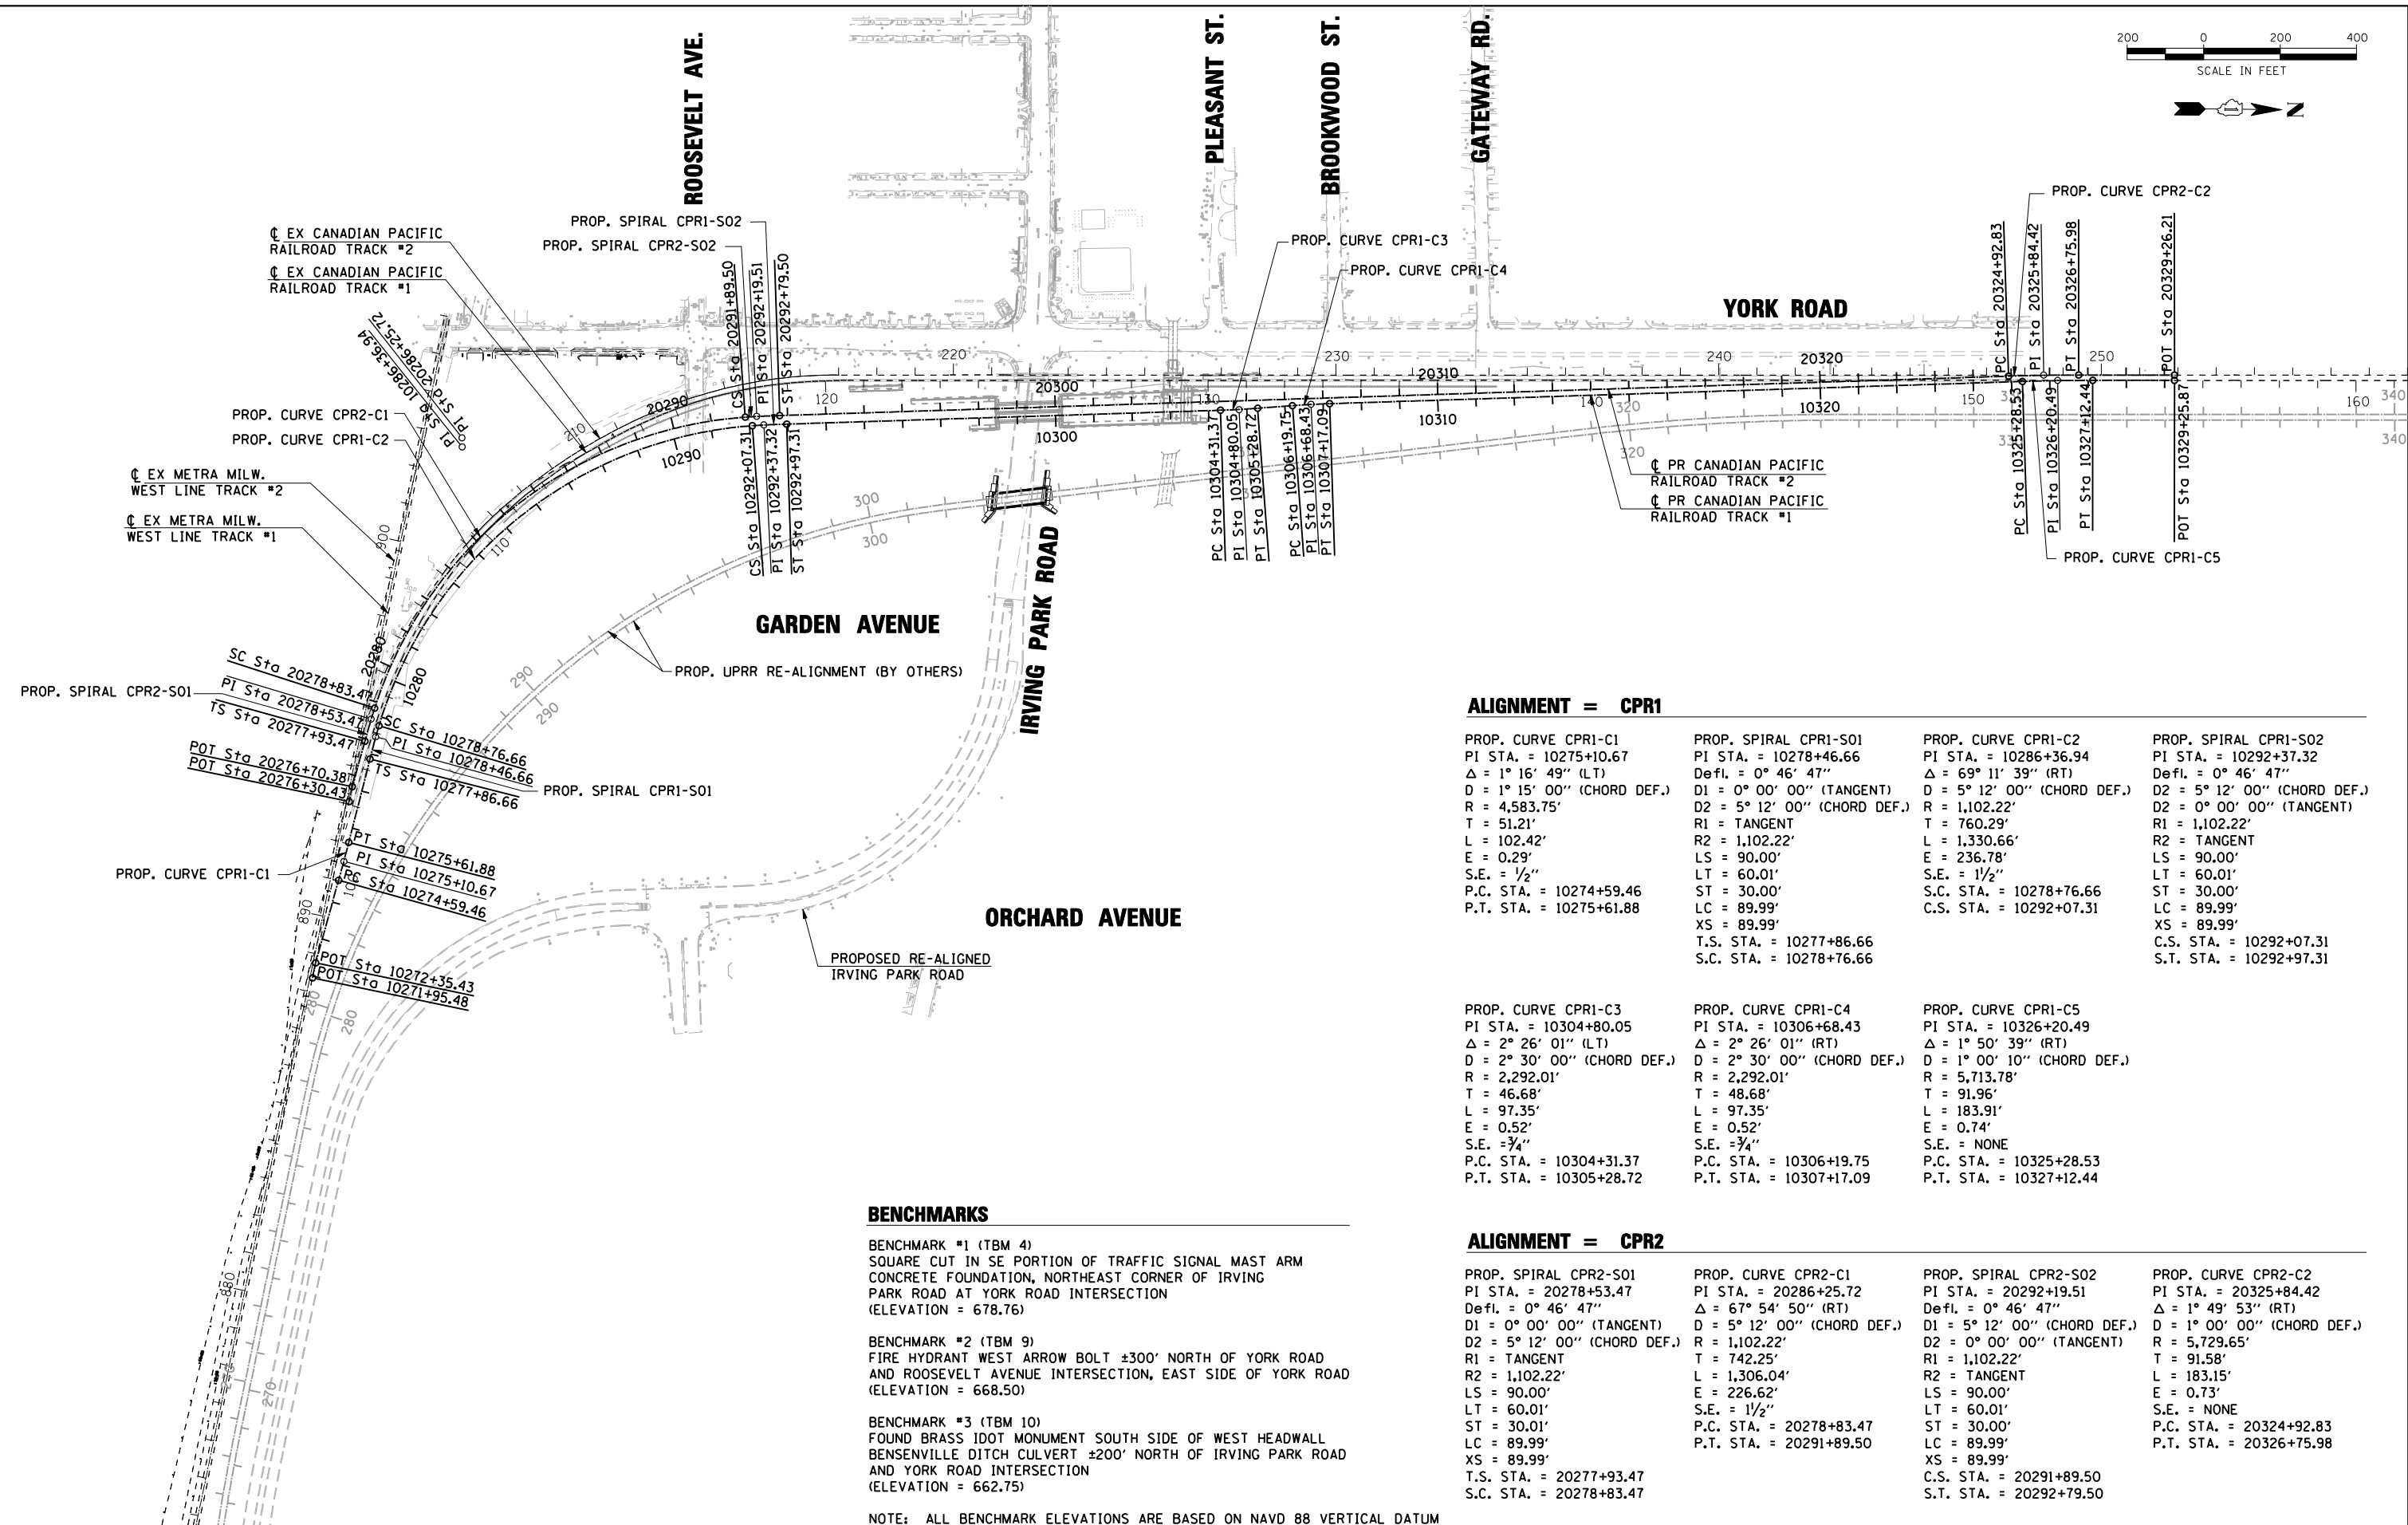 ROOSEVELT AVE.
PLEASANT ST.
BROOKWOOD ST.
GATEWAY RD.
200 0 200 400
SCALE IN FEET
N
PROP. CURVE CPR2-C2
PROP. SPIRAL CPR1-S02
PROP. SPIRAL CPR2-S02
℄ EX CANADIAN PACIFIC
RAILROAD TRACK #2
℄ EX CANADIAN PACIFIC
RAILROAD TRACK #1
PROP. CURVE CPR1-C3
PROP. CURVE CPR1-C4
YORK ROAD
CS Sta 20291+89.50
PI Sta 20292+19.51
ST Sta 20292+79.50
PC Sta 20324+92.83
PI Sta 20325+84.42
PT Sta 20326+75.98
POT Sta 20329+26.21
PI Sta 20286+25.72
PI Sta 10286+36.94
PROP. CURVE CPR2-C1
PROP. CURVE CPR1-C2
℄ EX METRA MILW.
WEST LINE TRACK #2
℄ EX METRA MILW.
WEST LINE TRACK #1
220
230
240
250
20290
20300
20310
20320
210
120
130
140
150
160
10290
10300
10310
10320
340
340
320
320
CS Sta 10292+07.31
PI Sta 10292+37.32
ST Sta 10292+97.31
PC Sta 10304+31.37
PI Sta 10304+80.05
PT Sta 10305+28.72
PC Sta 10306+19.75
PI Sta 10306+68.43
PT Sta 10307+17.09
℄ PR CANADIAN PACIFIC
RAILROAD TRACK #2
℄ PR CANADIAN PACIFIC
RAILROAD TRACK #1
PC Sta 10325+28.53
PI Sta 10326+20.49
PT Sta 10327+12.44
POT Sta 10329+25.87
PROP. CURVE CPR1-C5
900
110
300
300
GARDEN AVENUE
IRVING PARK ROAD
PROP. UPRR RE-ALIGNMENT (BY OTHERS)
20280
10280
290
290
SC Sta 20278+83.47
PI Sta 20278+53.47
TS Sta 20277+93.47
PROP. SPIRAL CPR2-S01
SC Sta 10278+76.66
PI Sta 10278+46.66
TS Sta 10277+86.66
PROP. SPIRAL CPR1-S01
POT Sta 20276+70.38
POT Sta 20276+30.43
PT Sta 10275+61.88
PI Sta 10275+10.67
PC Sta 10274+59.46
PROP. CURVE CPR1-C1
890
POT Sta 10272+35.43
POT Sta 10271+95.48
280
280
ORCHARD AVENUE
PROPOSED RE-ALIGNED
IRVING PARK ROAD
880
270
ALIGNMENT = CPR1
PROP. CURVE CPR1-C1
PI STA. = 10275+10.67
Δ = 1° 16' 49'' (LT)
D = 1° 15' 00'' (CHORD DEF.)
R = 4,583.75'
T = 51.21'
L = 102.42'
E = 0.29'
S.E. = 1/2''
P.C. STA. = 10274+59.46
P.T. STA. = 10275+61.88
PROP. SPIRAL CPR1-S01
PI STA. = 10278+46.66
Defl. = 0° 46' 47''
D1 = 0° 00' 00'' (TANGENT)
D2 = 5° 12' 00'' (CHORD DEF.)
R1 = TANGENT
R2 = 1,102.22'
LS = 90.00'
LT = 60.01'
ST = 30.00'
LC = 89.99'
XS = 89.99'
T.S. STA. = 10277+86.66
S.C. STA. = 10278+76.66
PROP. CURVE CPR1-C2
PI STA. = 10286+36.94
Δ = 69° 11' 39'' (RT)
D = 5° 12' 00'' (CHORD DEF.)
R = 1,102.22'
T = 760.29'
L = 1,330.66'
E = 236.78'
S.E. = 1 1/2''
S.C. STA. = 10278+76.66
C.S. STA. = 10292+07.31
PROP. SPIRAL CPR1-S02
PI STA. = 10292+37.32
Defl. = 0° 46' 47''
D2 = 5° 12' 00'' (CHORD DEF.)
D2 = 0° 00' 00'' (TANGENT)
R1 = 1,102.22'
R2 = TANGENT
LS = 90.00'
LT = 60.01'
ST = 30.00'
LC = 89.99'
XS = 89.99'
C.S. STA. = 10292+07.31
S.T. STA. = 10292+97.31
PROP. CURVE CPR1-C3
PI STA. = 10304+80.05
Δ = 2° 26' 01'' (LT)
D = 2° 30' 00'' (CHORD DEF.)
R = 2,292.01'
T = 46.68'
L = 97.35'
E = 0.52'
S.E. =3/4''
P.C. STA. = 10304+31.37
P.T. STA. = 10305+28.72
PROP. CURVE CPR1-C4
PI STA. = 10306+68.43
Δ = 2° 26' 01'' (RT)
D = 2° 30' 00'' (CHORD DEF.)
R = 2,292.01'
T = 48.68'
L = 97.35'
E = 0.52'
S.E. =3/4''
P.C. STA. = 10306+19.75
P.T. STA. = 10307+17.09
PROP. CURVE CPR1-C5
PI STA. = 10326+20.49
Δ = 1° 50' 39'' (RT)
D = 1° 00' 10'' (CHORD DEF.)
R = 5,713.78'
T = 91.96'
L = 183.91'
E = 0.74'
S.E. = NONE
P.C. STA. = 10325+28.53
P.T. STA. = 10327+12.44
BENCHMARKS
BENCHMARK #1 (TBM 4)
SQUARE CUT IN SE PORTION OF TRAFFIC SIGNAL MAST ARM
CONCRETE FOUNDATION, NORTHEAST CORNER OF IRVING
PARK ROAD AT YORK ROAD INTERSECTION
(ELEVATION = 678.76)
BENCHMARK #2 (TBM 9)
FIRE HYDRANT WEST ARROW BOLT ±300' NORTH OF YORK ROAD
AND ROOSEVELT AVENUE INTERSECTION, EAST SIDE OF YORK ROAD
(ELEVATION = 668.50)
BENCHMARK #3 (TBM 10)
FOUND BRASS IDOT MONUMENT SOUTH SIDE OF WEST HEADWALL
BENSENVILLE DITCH CULVERT ±200' NORTH OF IRVING PARK ROAD
AND YORK ROAD INTERSECTION
(ELEVATION = 662.75)
NOTE: ALL BENCHMARK ELEVATIONS ARE BASED ON NAVD 88 VERTICAL DATUM
ALIGNMENT = CPR2
PROP. SPIRAL CPR2-S01
PI STA. = 20278+53.47
Defl. = 0° 46' 47''
D1 = 0° 00' 00'' (TANGENT)
D2 = 5° 12' 00'' (CHORD DEF.)
R1 = TANGENT
R2 = 1,102.22'
LS = 90.00'
LT = 60.01'
ST = 30.01'
LC = 89.99'
XS = 89.99'
T.S. STA. = 20277+93.47
S.C. STA. = 20278+83.47
PROP. CURVE CPR2-C1
PI STA. = 20286+25.72
Δ = 67° 54' 50'' (RT)
D = 5° 12' 00'' (CHORD DEF.)
R = 1,102.22'
T = 742.25'
L = 1,306.04'
E = 226.62'
S.E. = 1 1/2''
P.C. STA. = 20278+83.47
P.T. STA. = 20291+89.50
PROP. SPIRAL CPR2-S02
PI STA. = 20292+19.51
Defl. = 0° 46' 47''
D1 = 5° 12' 00'' (CHORD DEF.)
D2 = 0° 00' 00'' (TANGENT)
R1 = 1,102.22'
R2 = TANGENT
LS = 90.00'
LT = 60.01'
ST = 30.00'
LC = 89.99'
XS = 89.99'
C.S. STA. = 20291+89.50
S.T. STA. = 20292+79.50
PROP. CURVE CPR2-C2
PI STA. = 20325+84.42
Δ = 1° 49' 53'' (RT)
D = 1° 00' 00'' (CHORD DEF.)
R = 5,729.65'
T = 91.58'
L = 183.15'
E = 0.73'
S.E. = NONE
P.C. STA. = 20324+92.83
P.T. STA. = 20326+75.98